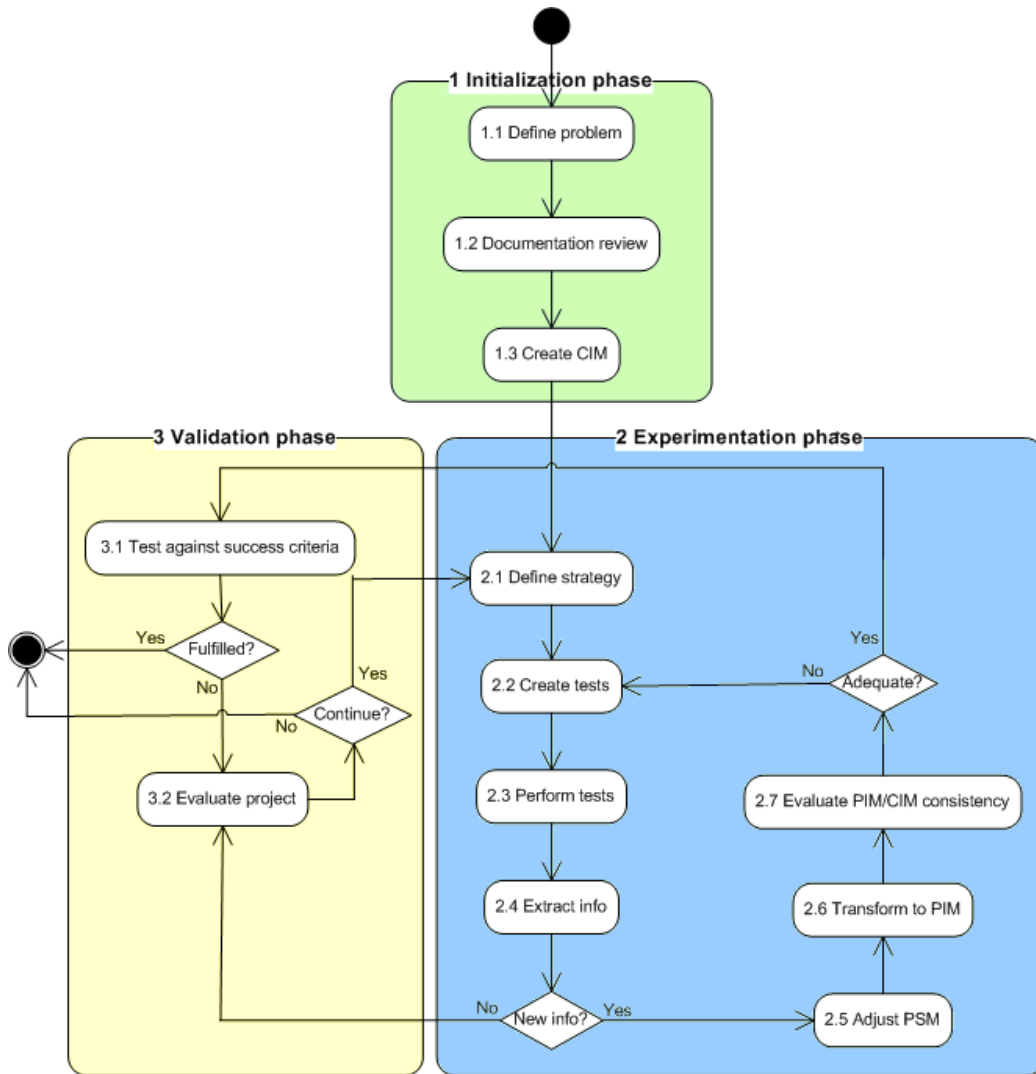 1 Initialization phase
1.1 Define problem
1.2 Documentation review
1.3 Create CIM
3 Validation phase
3.1 Test against success criteria
Yes
Fulfilled?
No
Yes
Continue?
No
3.2 Evaluate project
2 Experimentation phase
2.1 Define strategy
2.2 Create tests
2.3 Perform tests
2.4 Extract info
No
New info?
Yes
2.5 Adjust PSM
2.6 Transform to PIM
2.7 Evaluate PIM/CIM consistency
Adequate?
No
Yes